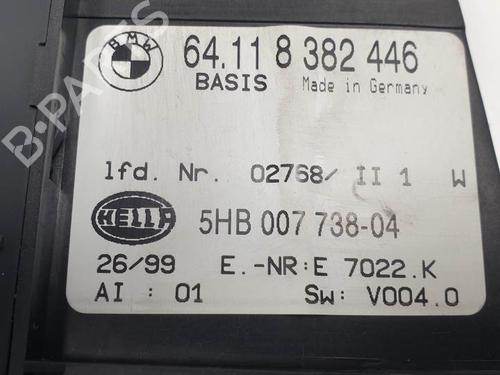 BMW
64.11 8 382 446
BASIS Made in Germany
lfd. Nr. 02768/ II 1 W
HELLA 5HB 007 738-04
26/99 E.-NR:E 7022.K
AI : 01 SW: V004.0
B-PARTS